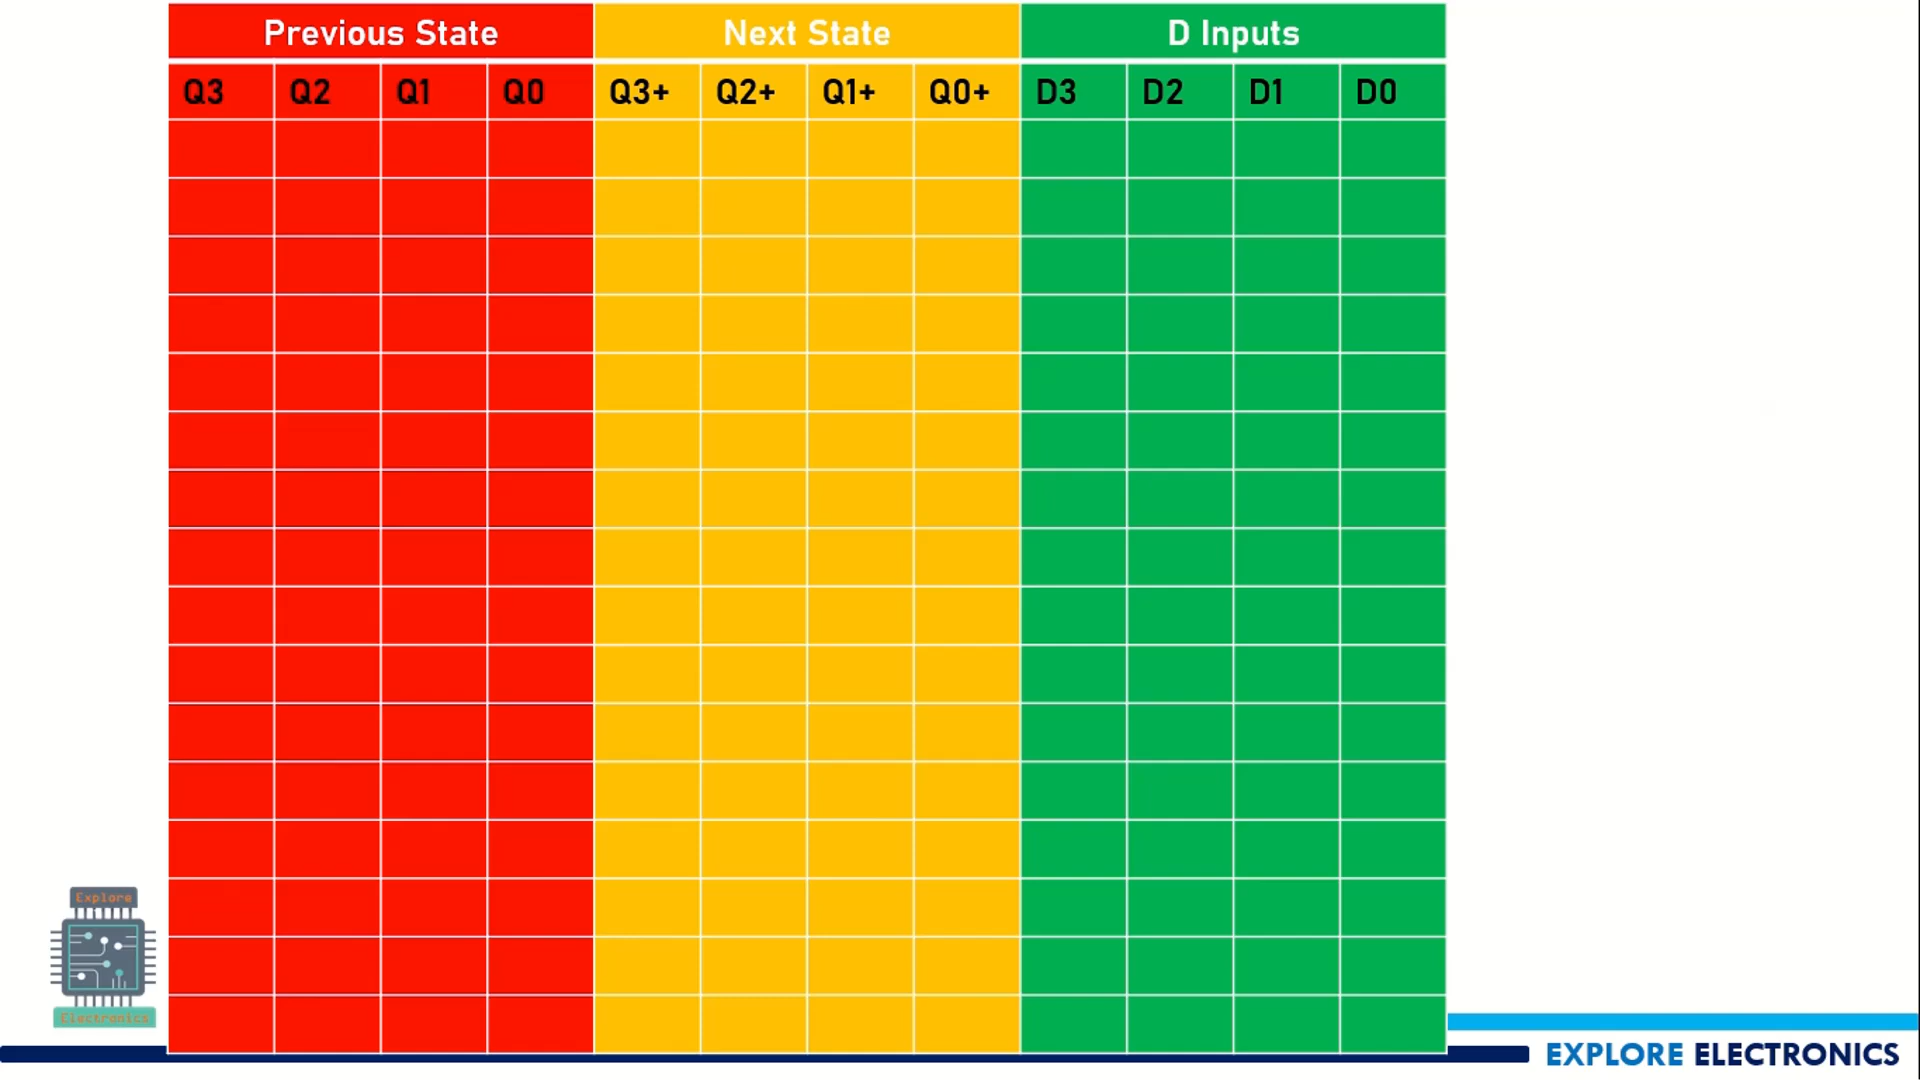 Previous State Next State D Inputs
Q3 Q2 Q1 Q0 Q3+ Q2+ Q1+ Q0+ D3 D2 D1 D0
Explore
Electronics
EXPLORE ELECTRONICS